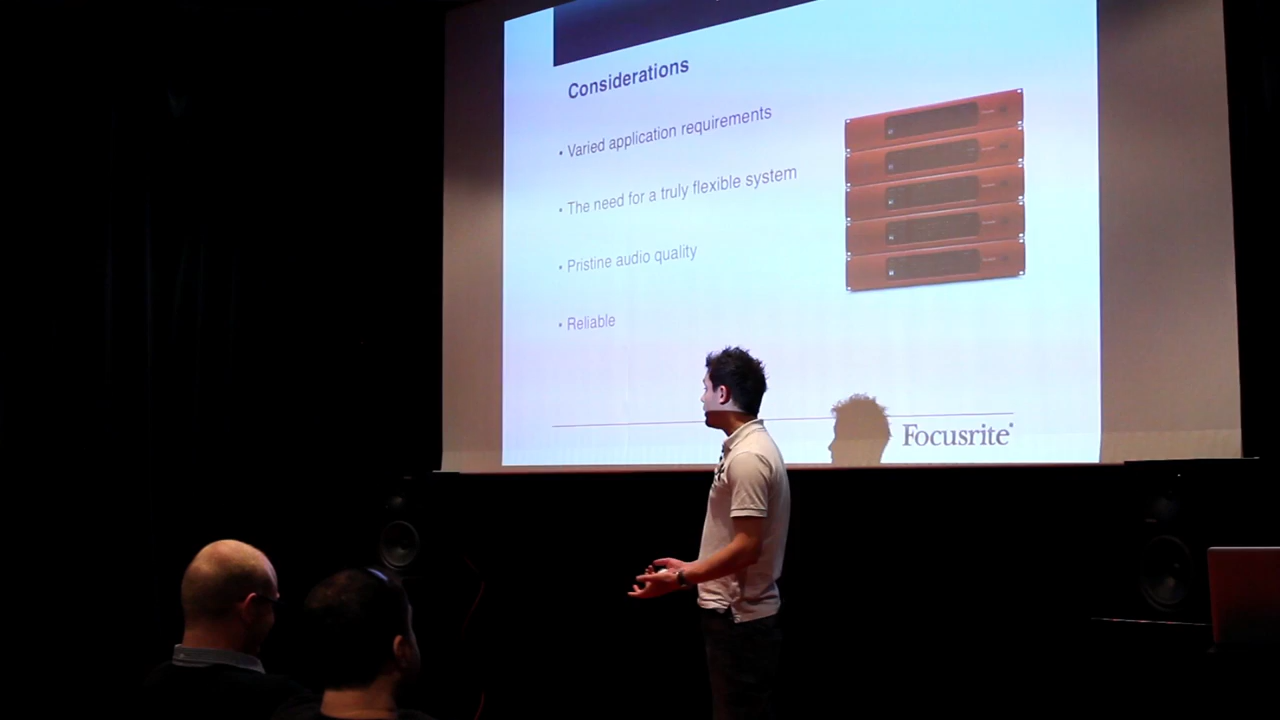 Considerations
• Varied application requirements
• The need for a truly flexible system
• Pristine audio quality
• Reliable
Focusrite®